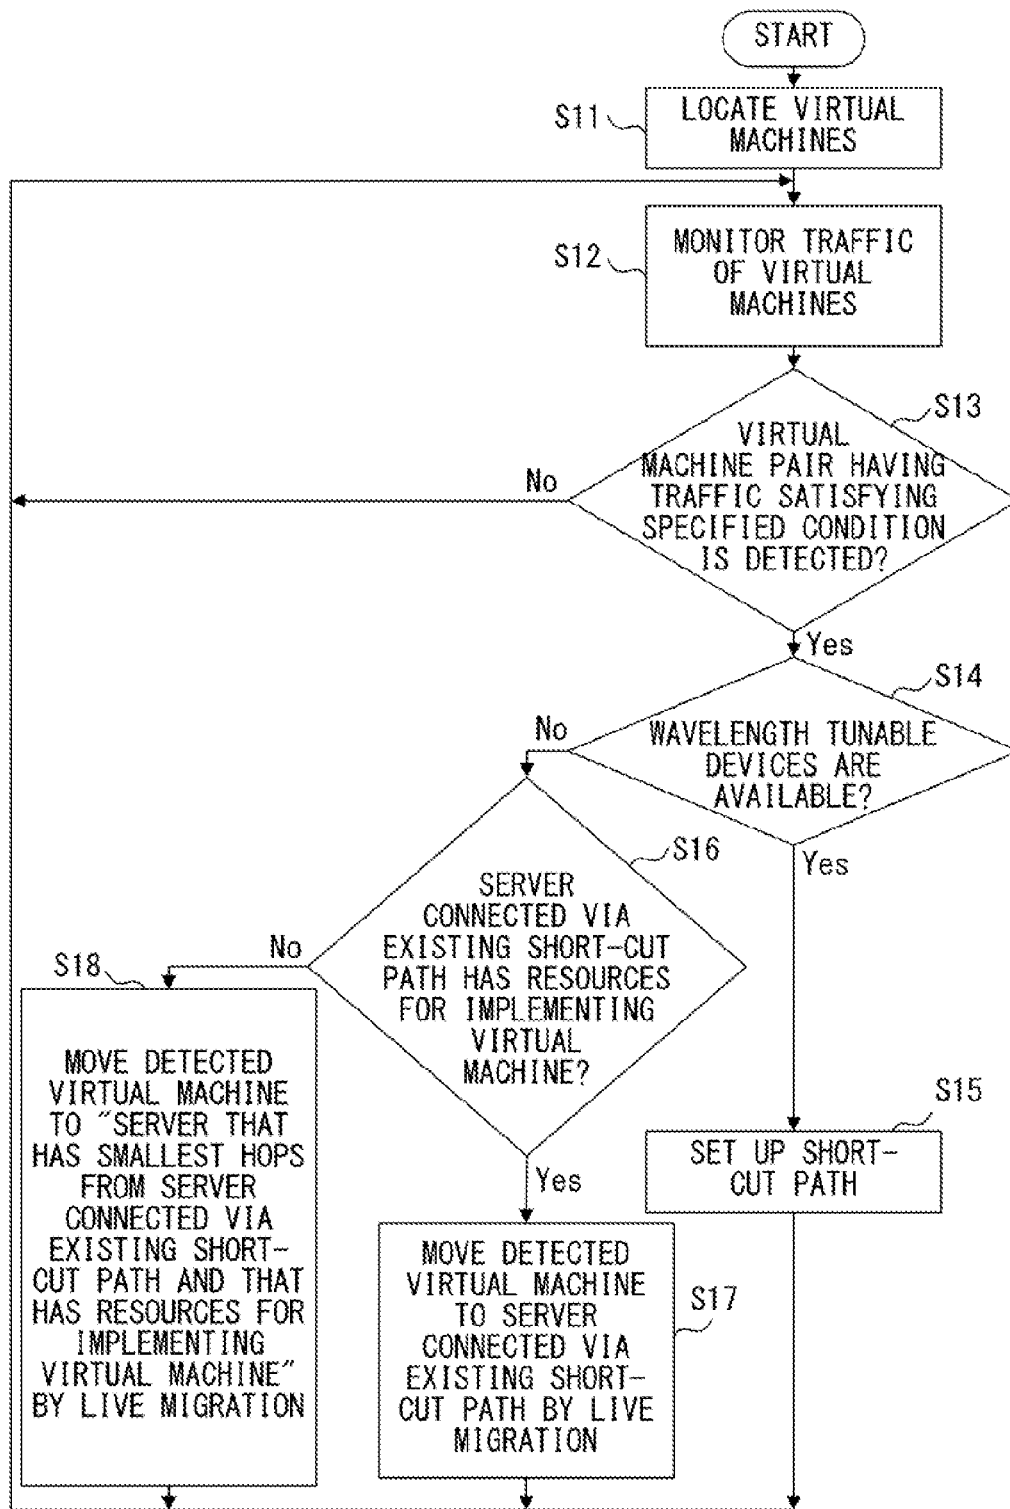 START
S11
LOCATE VIRTUAL
MACHINES
S12
MONITOR TRAFFIC
OF VIRTUAL
MACHINES
S13
VIRTUAL
MACHINE PAIR HAVING
TRAFFIC SATISFYING
SPECIFIED CONDITION
IS DETECTED?
No
Yes
S14
WAVELENGTH TUNABLE
DEVICES ARE
AVAILABLE?
No
Yes
S16
SERVER
CONNECTED VIA
EXISTING SHORT-CUT
PATH HAS RESOURCES
FOR IMPLEMENTING
VIRTUAL
MACHINE?
No
Yes
S18
MOVE DETECTED
VIRTUAL MACHINE
TO "SERVER THAT
HAS SMALLEST HOPS
FROM SERVER
CONNECTED VIA
EXISTING SHORT-
CUT PATH AND THAT
HAS RESOURCES FOR
IMPLEMENTING
VIRTUAL MACHINE"
BY LIVE MIGRATION
S17
MOVE DETECTED
VIRTUAL MACHINE
TO SERVER
CONNECTED VIA
EXISTING SHORT-
CUT PATH BY LIVE
MIGRATION
S15
SET UP SHORT-
CUT PATH